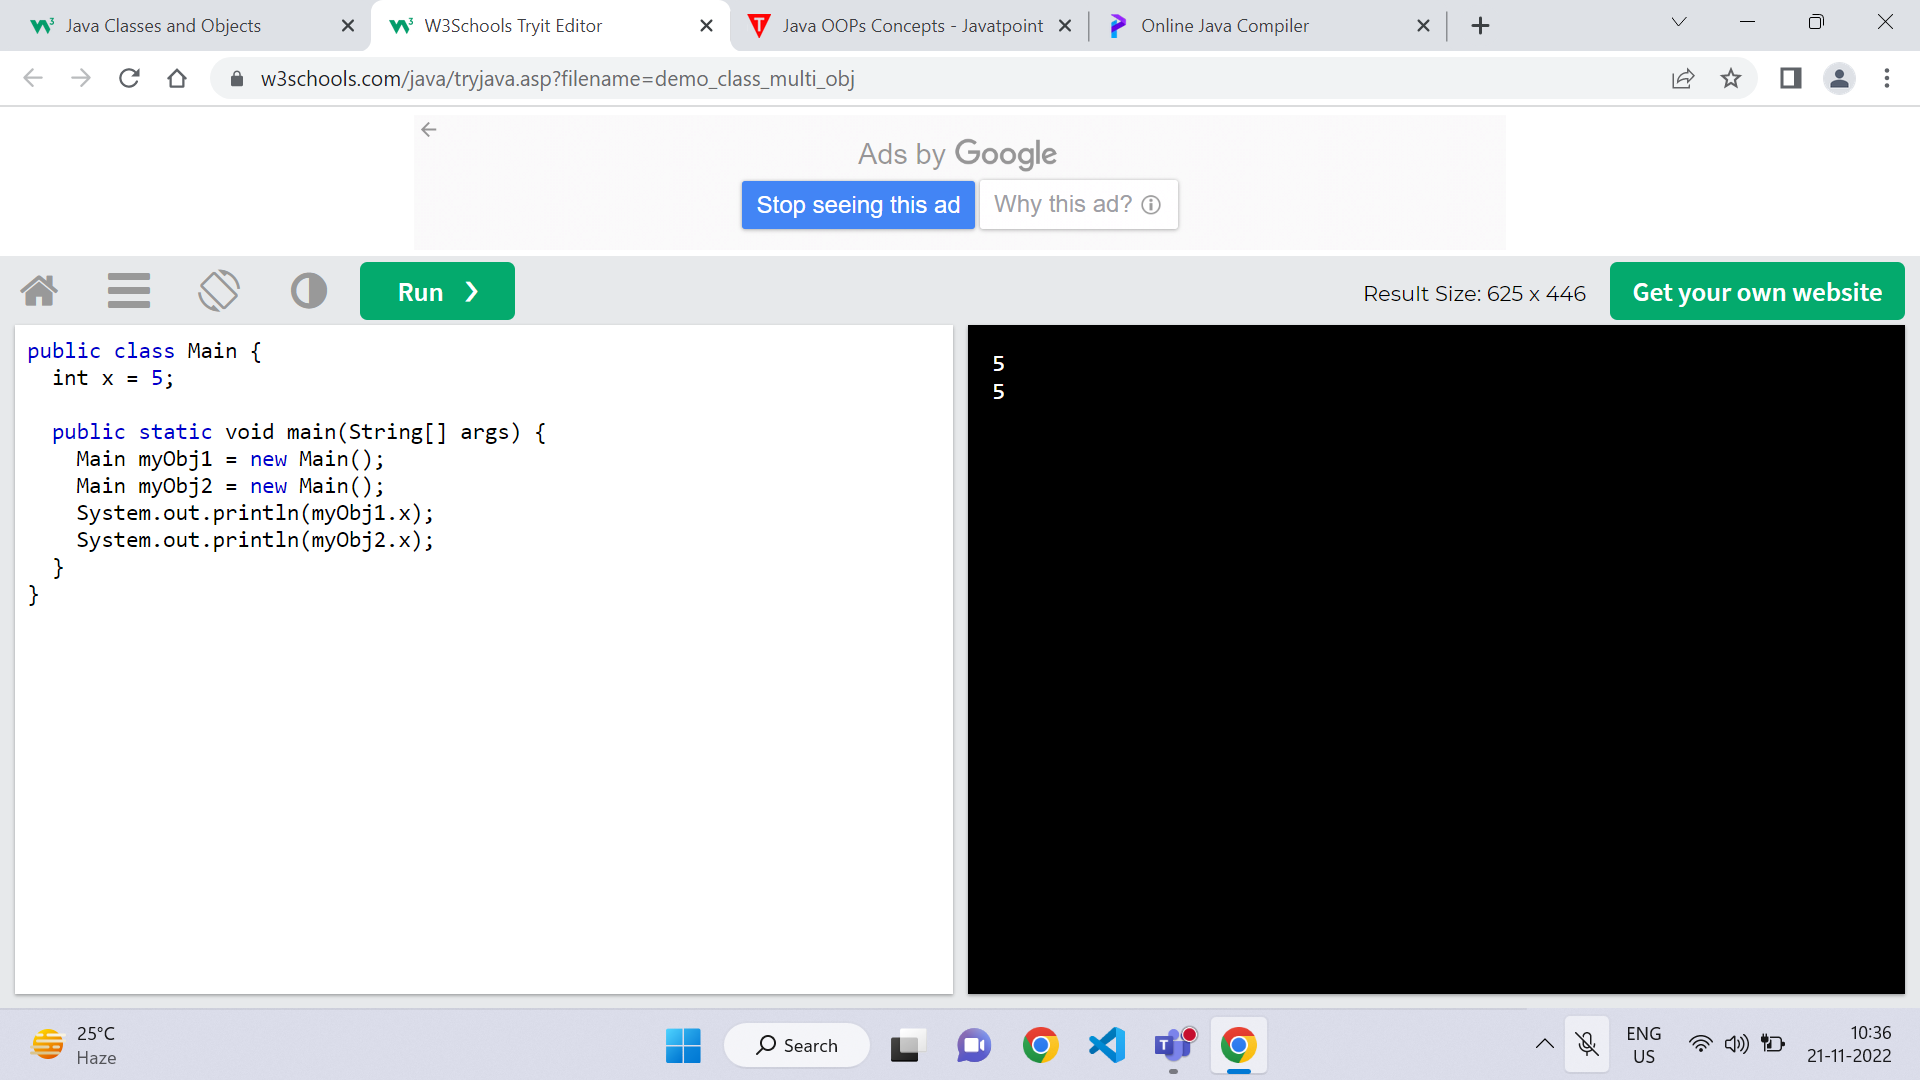 Java Classes and Objects
W3Schools Tryit Editor
Java OOPs Concepts - Javatpoint
Online Java Compiler
w3schools.com/java/tryjava.asp?filename=demo_class_multi_obj
Ads by Google
Stop seeing this ad
Why this ad?
Run ❯
Result Size: 625 x 446
Get your own website
public class Main {
  int x = 5;
  public static void main(String[] args) {
    Main myObj1 = new Main();
    Main myObj2 = new Main();
    System.out.println(myObj1.x);
    System.out.println(myObj2.x);
  }
}
5
5
25°C
Haze
Search
ENG
US
10:36
21-11-2022